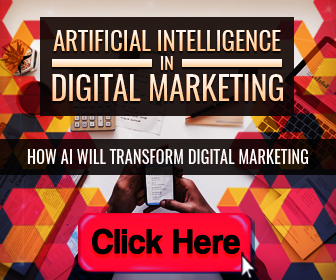 ARTIFICIAL INTELLIGENCE
IN
DIGITAL MARKETING
HOW AI WILL TRANSFORM DIGITAL MARKETING
Click Here